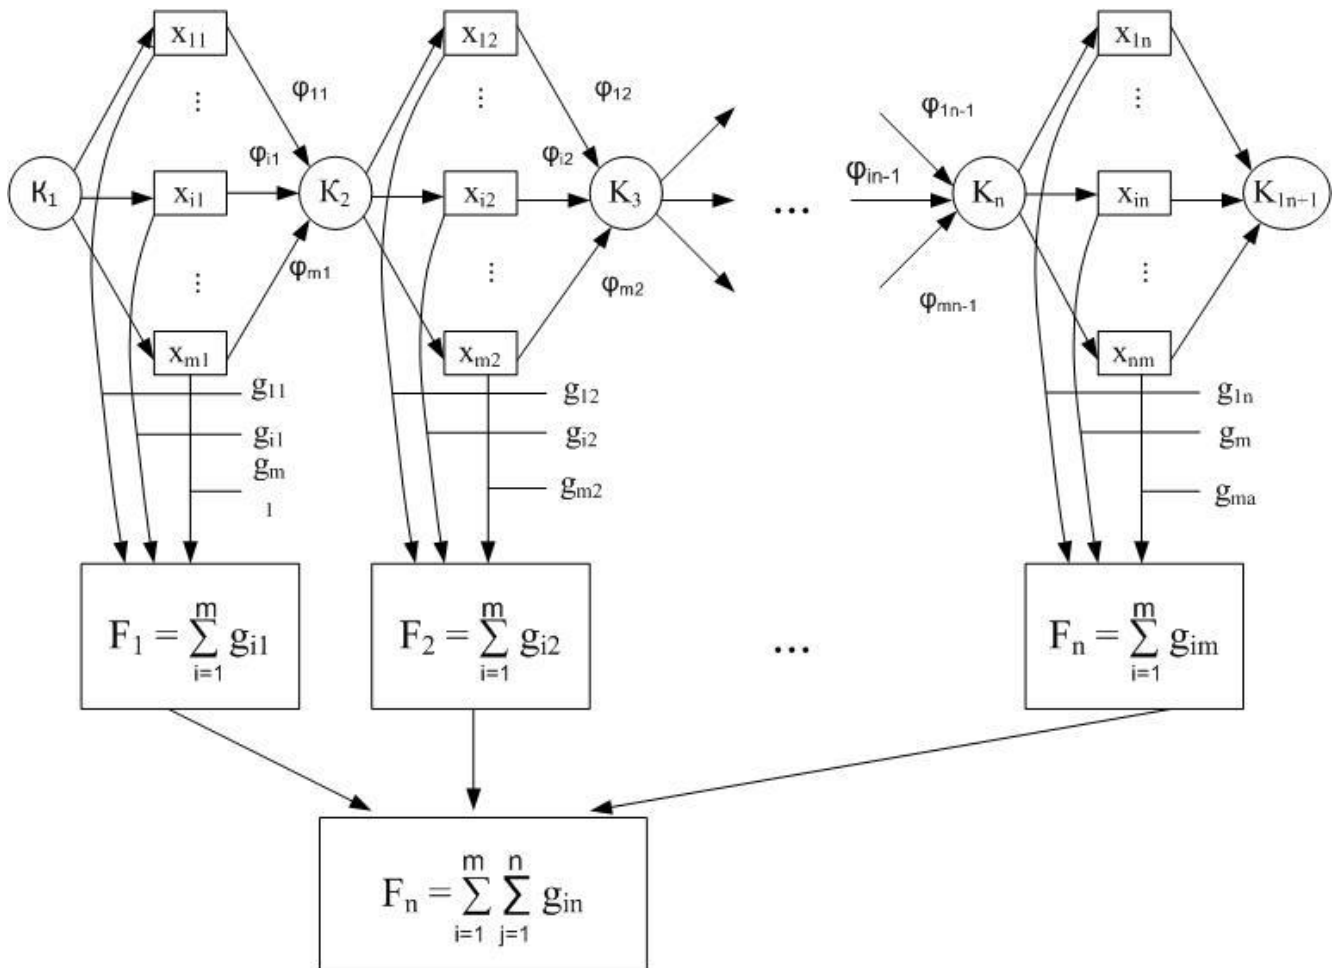 x₁₁ x₁₂ x₁ₙ
⋮ ⋮ ⋮
φ₁₁ φ₁₂ φ₁ₙ₋₁
φᵢ₁ φᵢ₂ φᵢₙ₋₁
K₁ xᵢ₁ K₂ xᵢ₂ K₃ ... Kₙ xᵢₙ K₁ₙ₊₁
⋮ φₘ₁ ⋮ φₘ₂ φₘₙ₋₁ ⋮
xₘ₁ xₘ₂ xₙₘ
g₁₁ g₁₂ g₁ₙ
gᵢ₁ gᵢ₂ gₘ
gₘ gₘ₂ gₘₐ
₁
m m m
F₁ = ∑ gᵢ₁ F₂ = ∑ gᵢ₂ ... Fₙ = ∑ gᵢₘ
i=1 i=1 i=1
m n
Fₙ = ∑ ∑ gᵢₙ
i=1 j=1